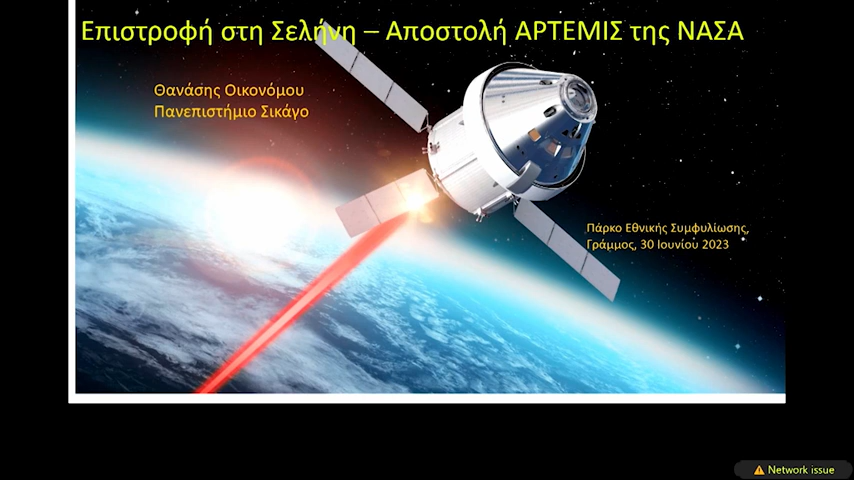 Επιστροφή στη Σελήνη – Αποστολή ΑΡΤΕΜΙΣ της ΝΑΣΑ
Θανάσης Οικονόμου
Πανεπιστήμιο Σικάγο
Πάρκο Εθνικής Συμφυλίωσης,
Γράμμος, 30 Ιουνίου 2023
Network issue